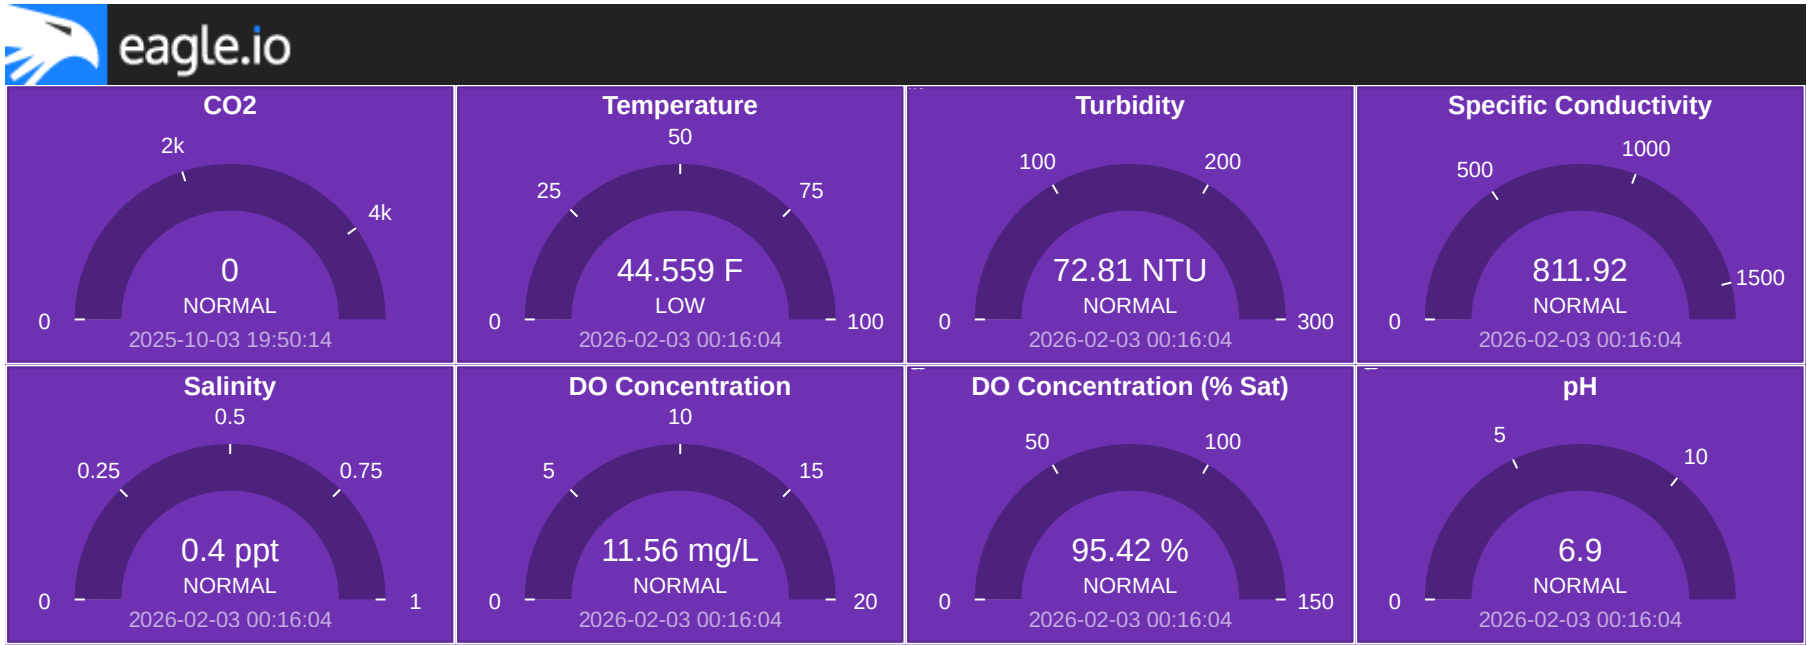 eagle.io
CO2
2k
4k
0
0
NORMAL
2025-10-03 19:50:14
Temperature
50
25
75
44.559 F
LOW
0
100
2026-02-03 00:16:04
Turbidity
100
200
72.81 NTU
NORMAL
0
300
2026-02-03 00:16:04
Specific Conductivity
1000
500
811.92
1500
NORMAL
0
2026-02-03 00:16:04
Salinity
0.5
0.25
0.75
0.4 ppt
NORMAL
0
1
2026-02-03 00:16:04
DO Concentration
10
5
15
11.56 mg/L
NORMAL
0
20
2026-02-03 00:16:04
DO Concentration (% Sat)
50
100
95.42 %
NORMAL
0
150
2026-02-03 00:16:04
pH
5
10
6.9
NORMAL
0
2026-02-03 00:16:04